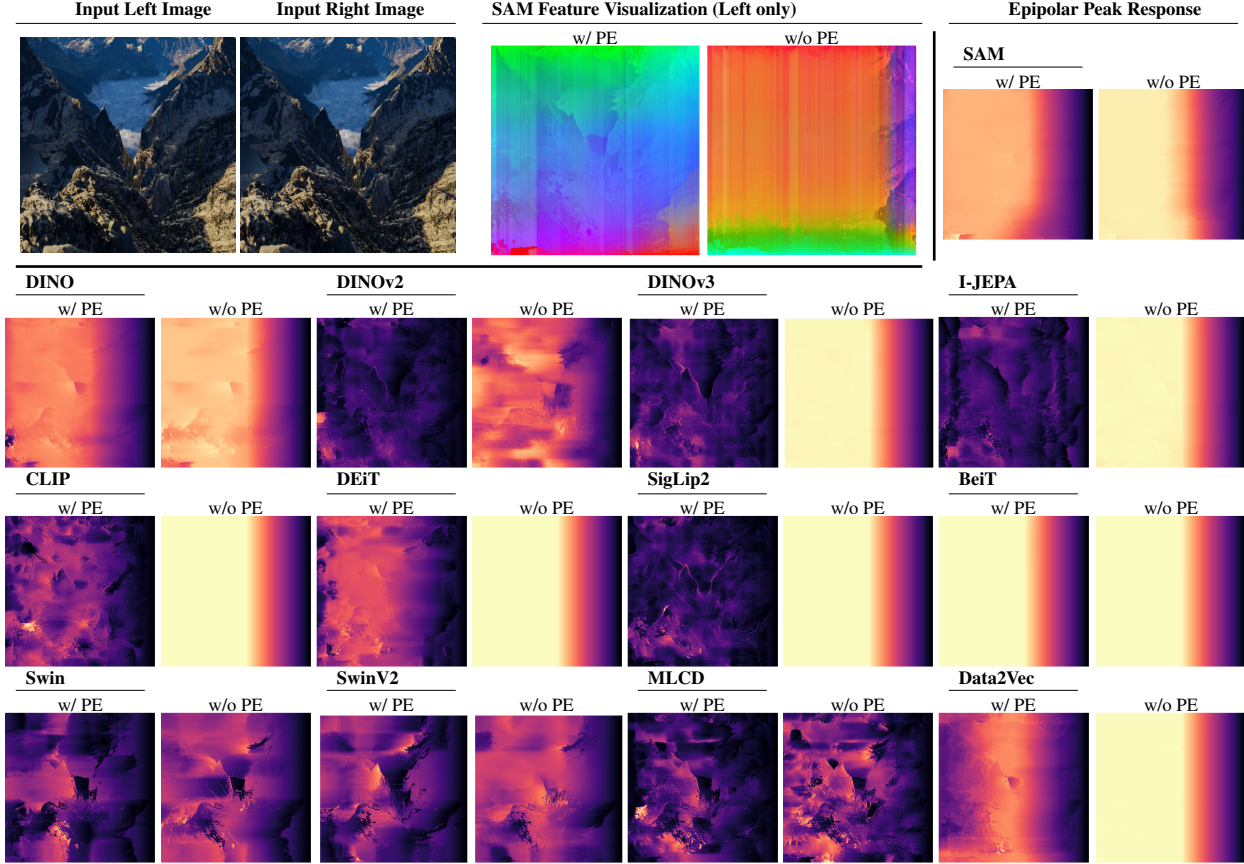 Input Left Image Input Right Image SAM Feature Visualization (Left only) Epipolar Peak Response
w/ PE w/o PE
SAM
w/ PE w/o PE
DINO DINOv2 DINOv3 I-JEPA
w/ PE w/o PE w/ PE w/o PE w/ PE w/o PE w/ PE w/o PE
CLIP DEiT SigLip2 BeiT
w/ PE w/o PE w/ PE w/o PE w/ PE w/o PE w/ PE w/o PE
Swin SwinV2 MLCD Data2Vec
w/ PE w/o PE w/ PE w/o PE w/ PE w/o PE w/ PE w/o PE